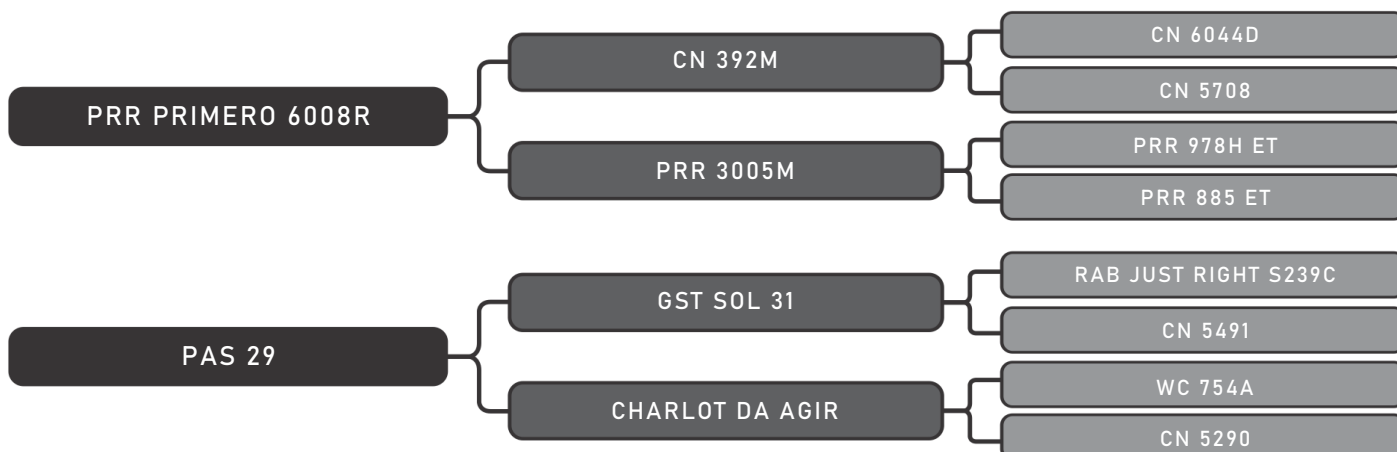 PRR PRIMERO 6008R
CN 392M
CN 6044D
CN 5708
PRR 3005M
PRR 978H ET
PRR 885 ET
PAS 29
GST SOL 31
RAB JUST RIGHT S239C
CN 5491
CHARLOT DA AGIR
WC 754A
CN 5290